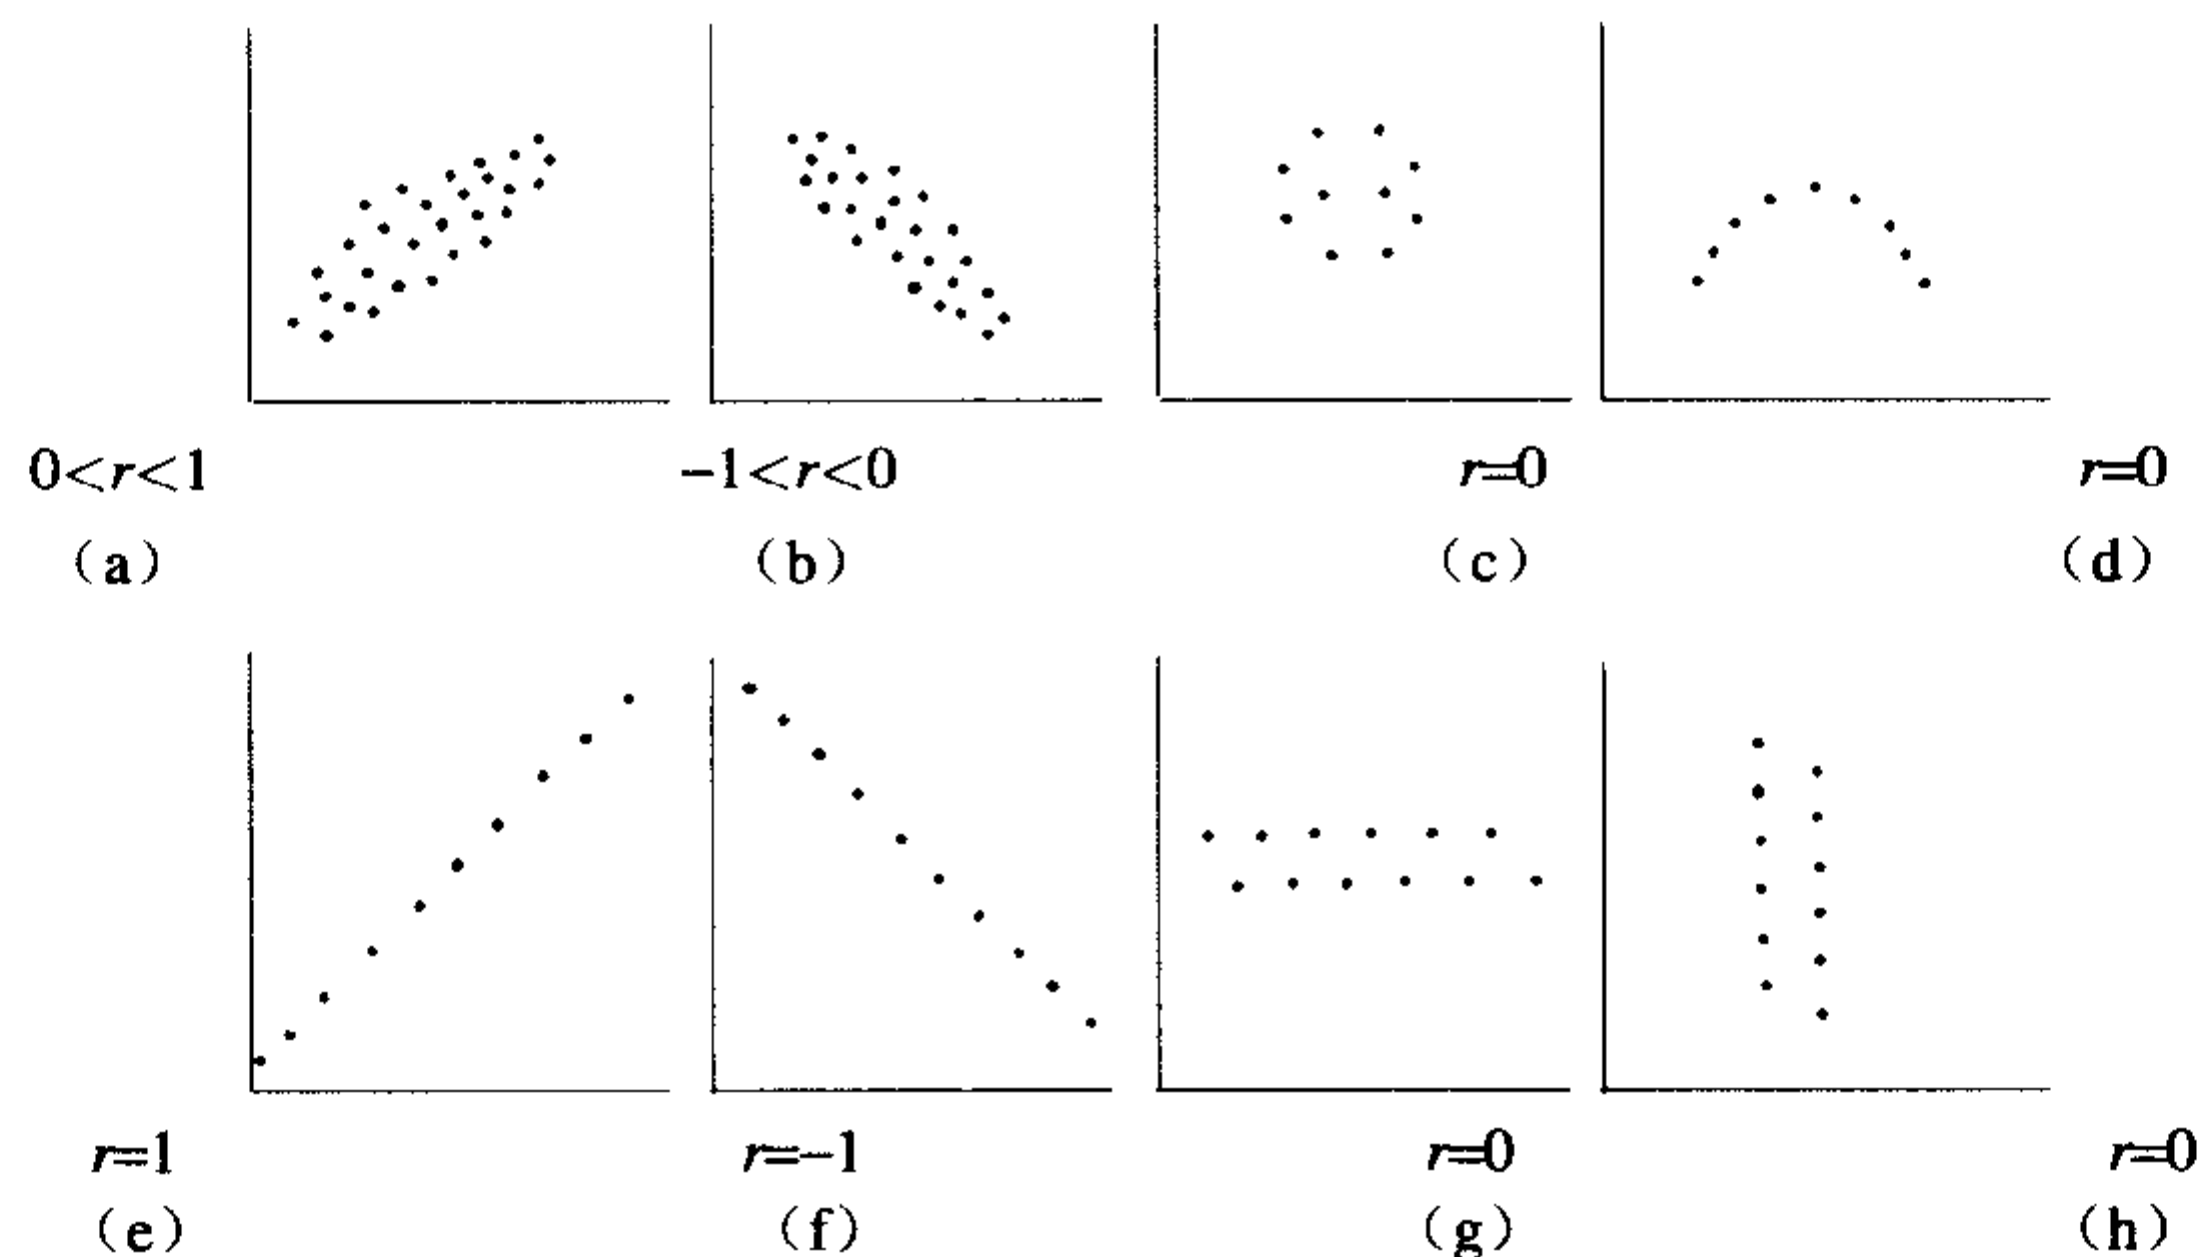 0<r<1 -1<r<0 r=0 r=0
（a） （b） （c） （d）
r=1 r=-1 r=0 r=0
（e） （f） （g） （h）